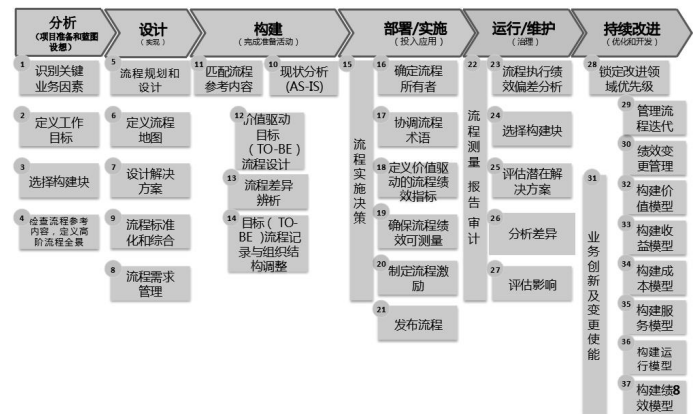 分析
(项目准备和蓝图
设想)
设计
(实现)
构建
(完成准备活动)
部署/实施
(投入应用)
运行/维护
(治理)
持续改进
(优化和开发)
1
识别关键
业务因素
2
定义工作
目标
3
选择构建块
4
检查流程参考
内容，定义高
阶流程全景
5
流程规划和
设计
6
定义流程
地图
7
设计解决
方案
9
流程标准
化和综合
8
流程需求
管理
11
匹配流程
参考内容
10
现状分析
(AS-IS)
12
价值驱动
目标
(TO-BE)
流程设计
13
流程差异
辨析
14
目标（TO-
BE )流程记
录与组织结
构调整
15
流程实施决策
16
确定流程
所有者
17
协调流程
术语
18
定义价值驱
动的流程绩
效指标
19
确保流程绩
效可测量
20
制定流程激
励
21
发布流程
22
流程测量 报告 审计
23
流程执行绩
效偏差分析
24
选择构建块
25
评估潜在解
决方案
26
分析差异
27
评估影响
28
锁定改进领
域优先级
31
业务创新及变更使能
29
管理流
程迭代
30
绩效变
更管理
32
构建价
值模型
33
构建收
益模型
34
构建成
本模型
35
构建服
务模型
36
构建运
行模型
37
构建绩
效模型
8